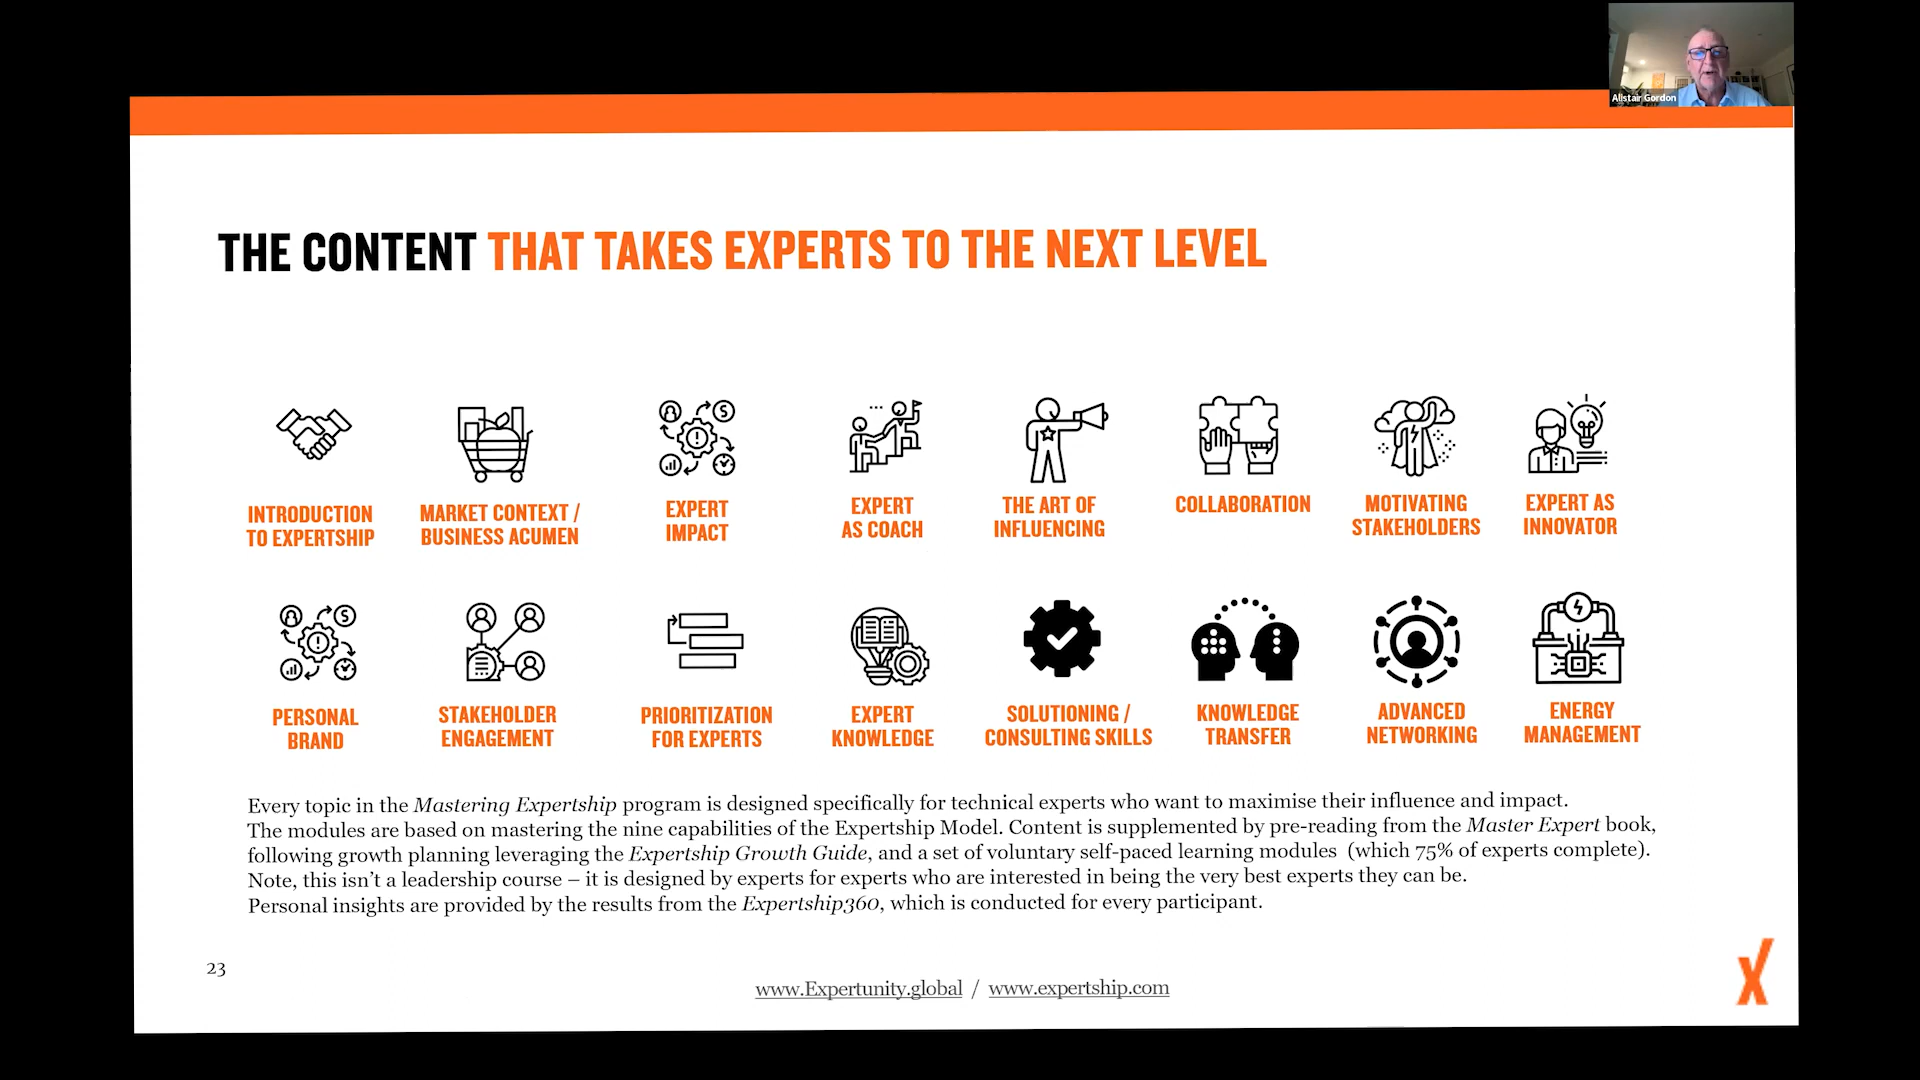 Alistair Gordon
THE CONTENT THAT TAKES EXPERTS TO THE NEXT LEVEL
INTRODUCTION
TO EXPERTSHIP
MARKET CONTEXT /
BUSINESS ACUMEN
EXPERT
IMPACT
EXPERT
AS COACH
THE ART OF
INFLUENCING
COLLABORATION
MOTIVATING
STAKEHOLDERS
EXPERT AS
INNOVATOR
PERSONAL
BRAND
STAKEHOLDER
ENGAGEMENT
PRIORITIZATION
FOR EXPERTS
EXPERT
KNOWLEDGE
SOLUTIONING /
CONSULTING SKILLS
KNOWLEDGE
TRANSFER
ADVANCED
NETWORKING
ENERGY
MANAGEMENT
Every topic in the Mastering Expertship program is designed specifically for technical experts who want to maximise their influence and impact.
The modules are based on mastering the nine capabilities of the Expertship Model. Content is supplemented by pre-reading from the Master Expert book,
following growth planning leveraging the Expertship Growth Guide, and a set of voluntary self-paced learning modules (which 75% of experts complete).
Note, this isn't a leadership course – it is designed by experts for experts who are interested in being the very best experts they can be.
Personal insights are provided by the results from the Expertship360, which is conducted for every participant.
23
www.Expertunity.global / www.expertship.com